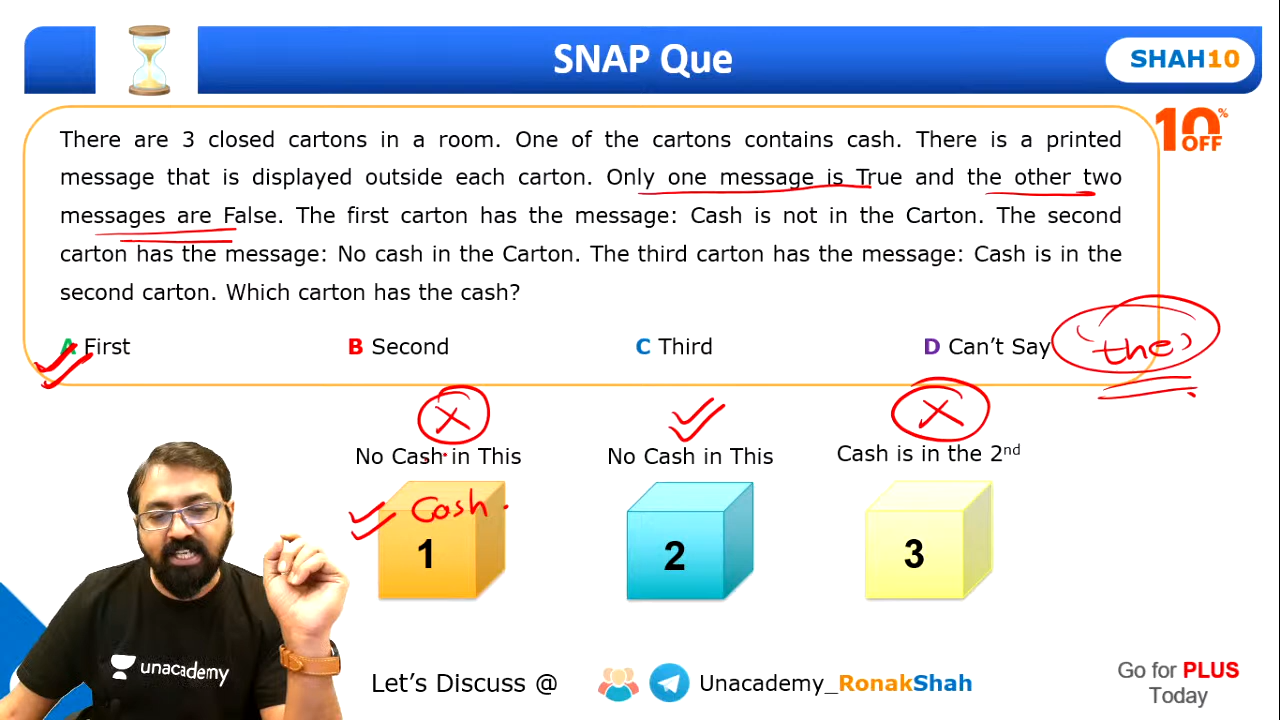 SNAP Que
SHAH10
10% OFF
There are 3 closed cartons in a room. One of the cartons contains cash. There is a printed
message that is displayed outside each carton. Only one message is True and the other two
messages are False. The first carton has the message: Cash is not in the Carton. The second
carton has the message: No cash in the Carton. The third carton has the message: Cash is in the
second carton. Which carton has the cash?
A First
B Second
C Third
D Can't Say
the
No Cash in This
No Cash in This
Cash is in the 2nd
Cash.
1
2
3
unacademy
Let's Discuss @
Unacademy_RonakShah
Go for PLUS
Today